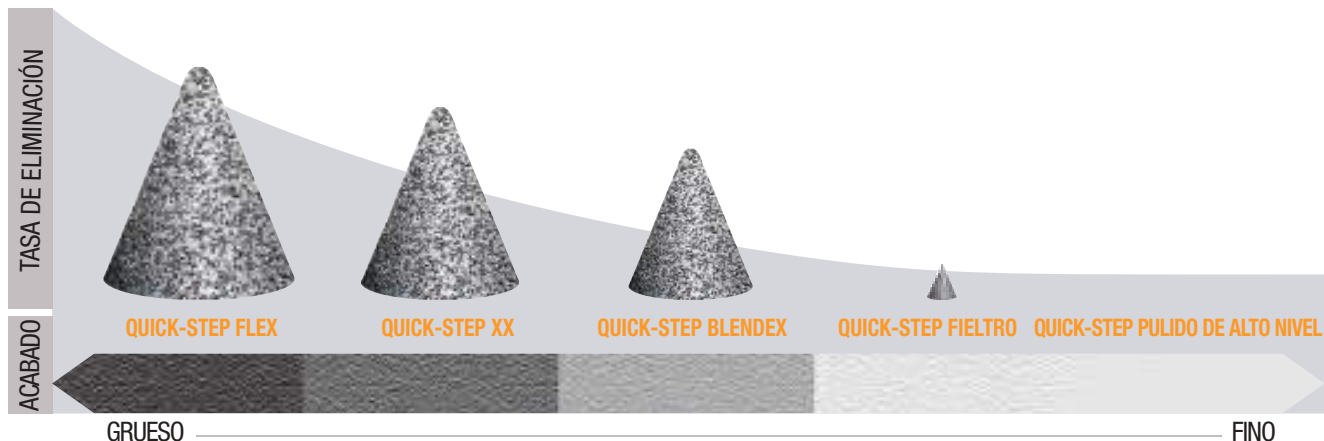 TASA DE ELIMINACIÓN
QUICK-STEP FLEX
QUICK-STEP XX
QUICK-STEP BLENDEX
QUICK-STEP FIELTRO
QUICK-STEP PULIDO DE ALTO NIVEL
ACABADO
GRUESO
FINO